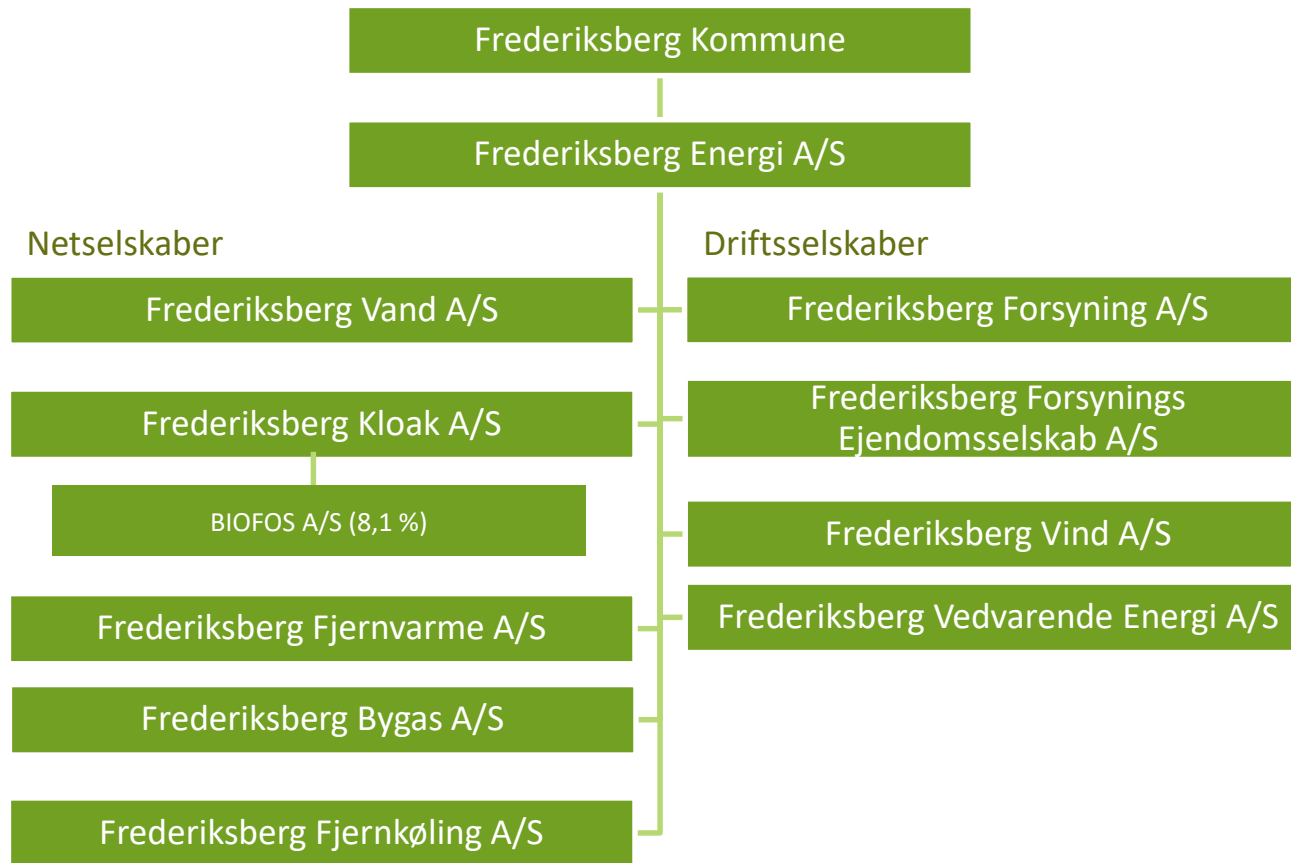 Frederiksberg Kommune
Frederiksberg Energi A/S
Netselskaber
Frederiksberg Vand A/S
Frederiksberg Kloak A/S
BIOFOS A/S (8,1 %)
Frederiksberg Fjernvarme A/S
Frederiksberg Bygas A/S
Frederiksberg Fjernkøling A/S
Driftsselskaber
Frederiksberg Forsyning A/S
Frederiksberg Forsynings
Ejendomsselskab A/S
Frederiksberg Vind A/S
Frederiksberg Vedvarende Energi A/S